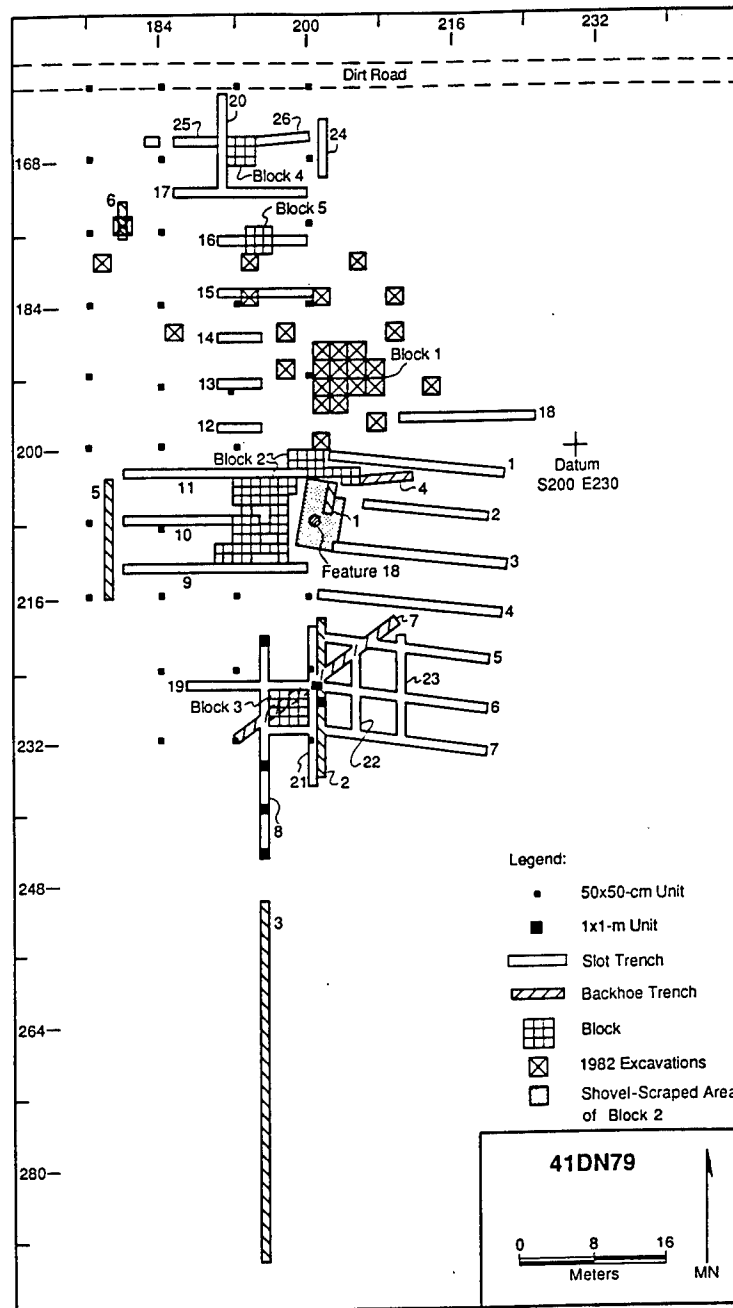 184 200 216 232
Dirt Road
20
25 26
24
168
Block 4
17
6
Block 5
16
15
184
14
Block 1
13
18
12
200
Block 2
1
Datum
S200 E230
11
4
5
1
2
10
3
Feature 18
9
216
4
7
5
23
19
Block 3
6
232
22
7
21 2
8
Legend:
248
50x50-cm Unit
3
1x1-m Unit
Slot Trench
Backhoe Trench
264
Block
1982 Excavations
Shovel-Scraped Area
of Block 2
41DN79
280
0 8 16
Meters
MN